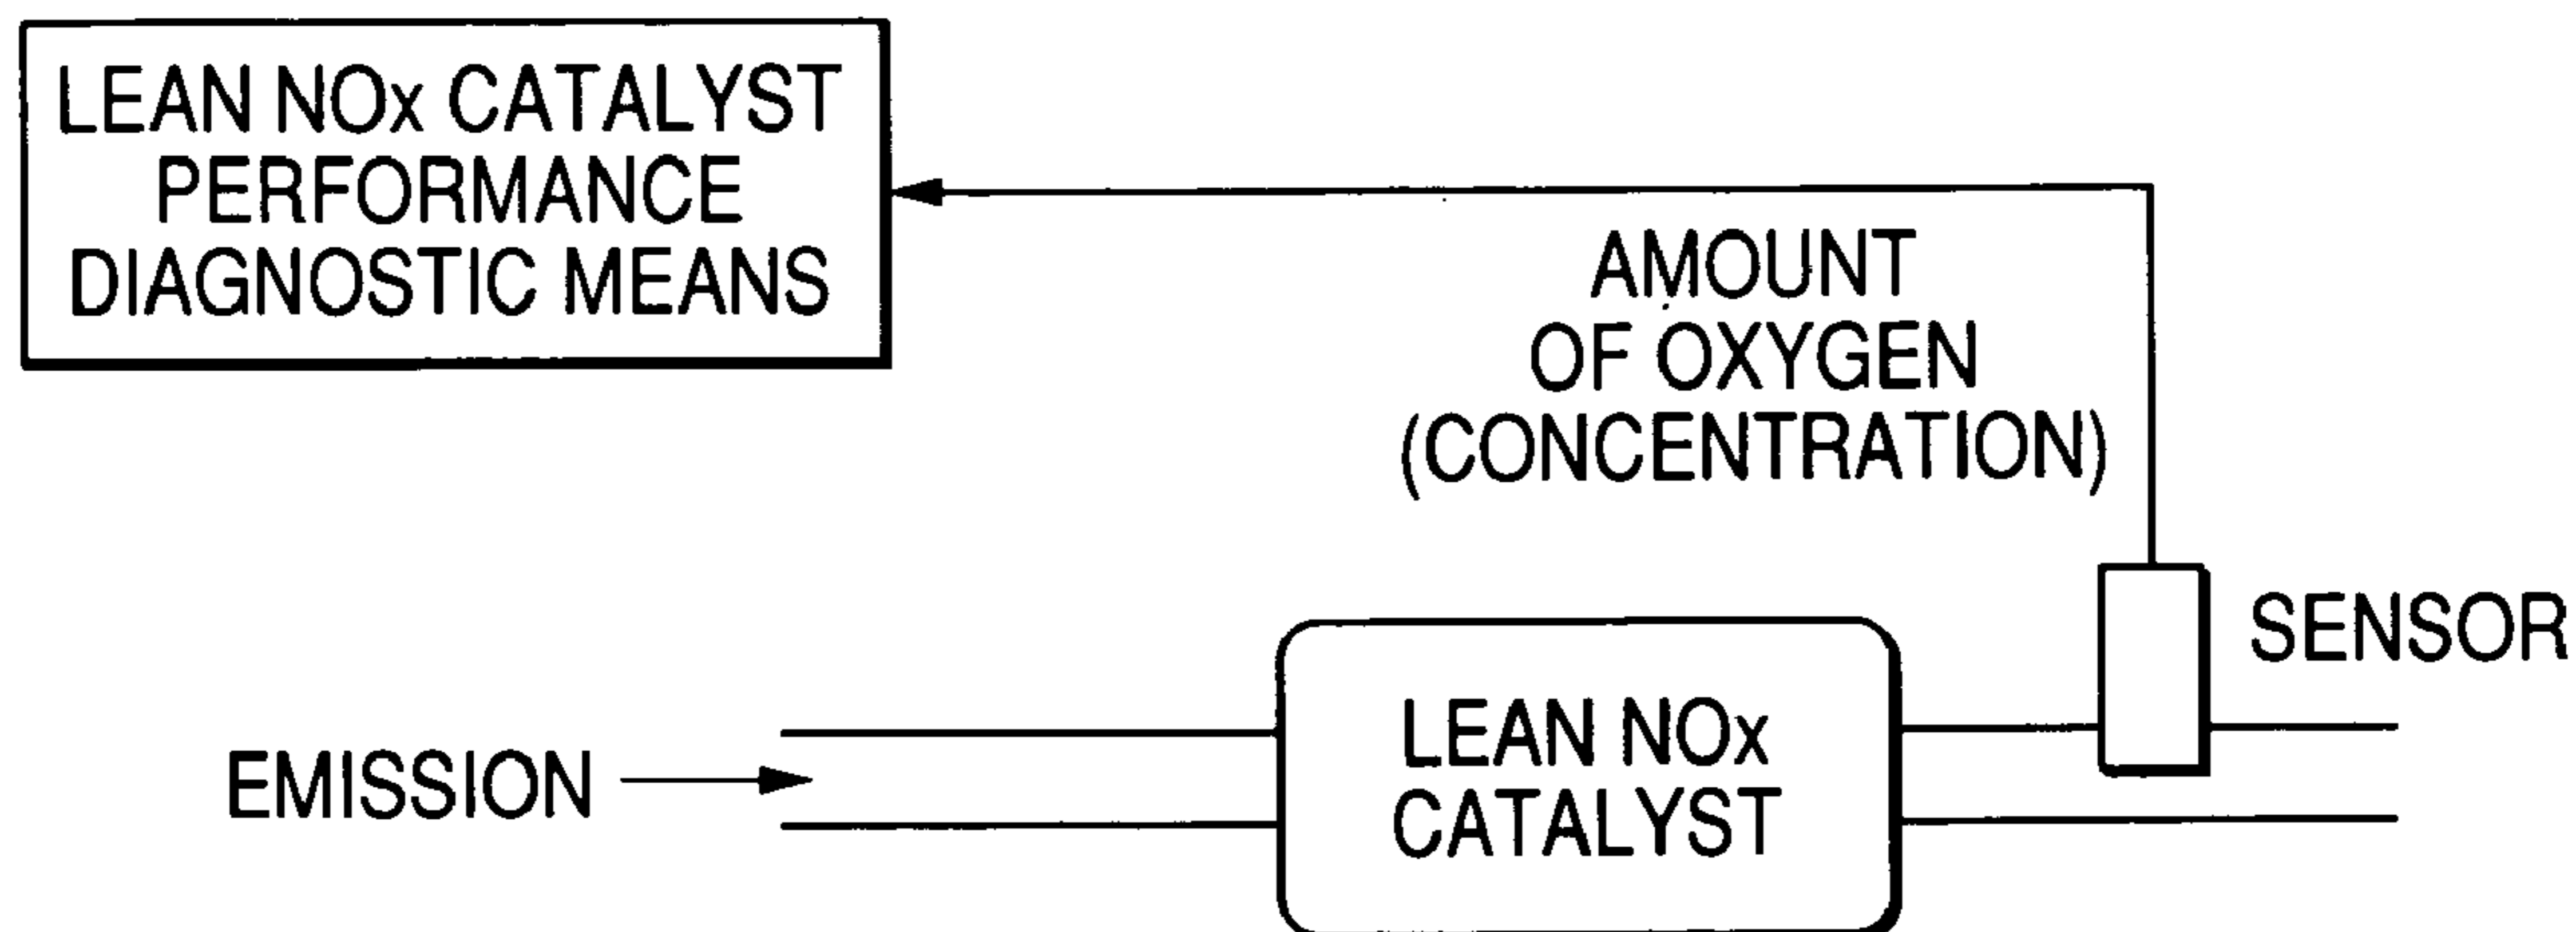 LEAN NOx CATALYST
PERFORMANCE
DIAGNOSTIC MEANS
AMOUNT
OF OXYGEN
(CONCENTRATION)
SENSOR
EMISSION
LEAN NOx
CATALYST